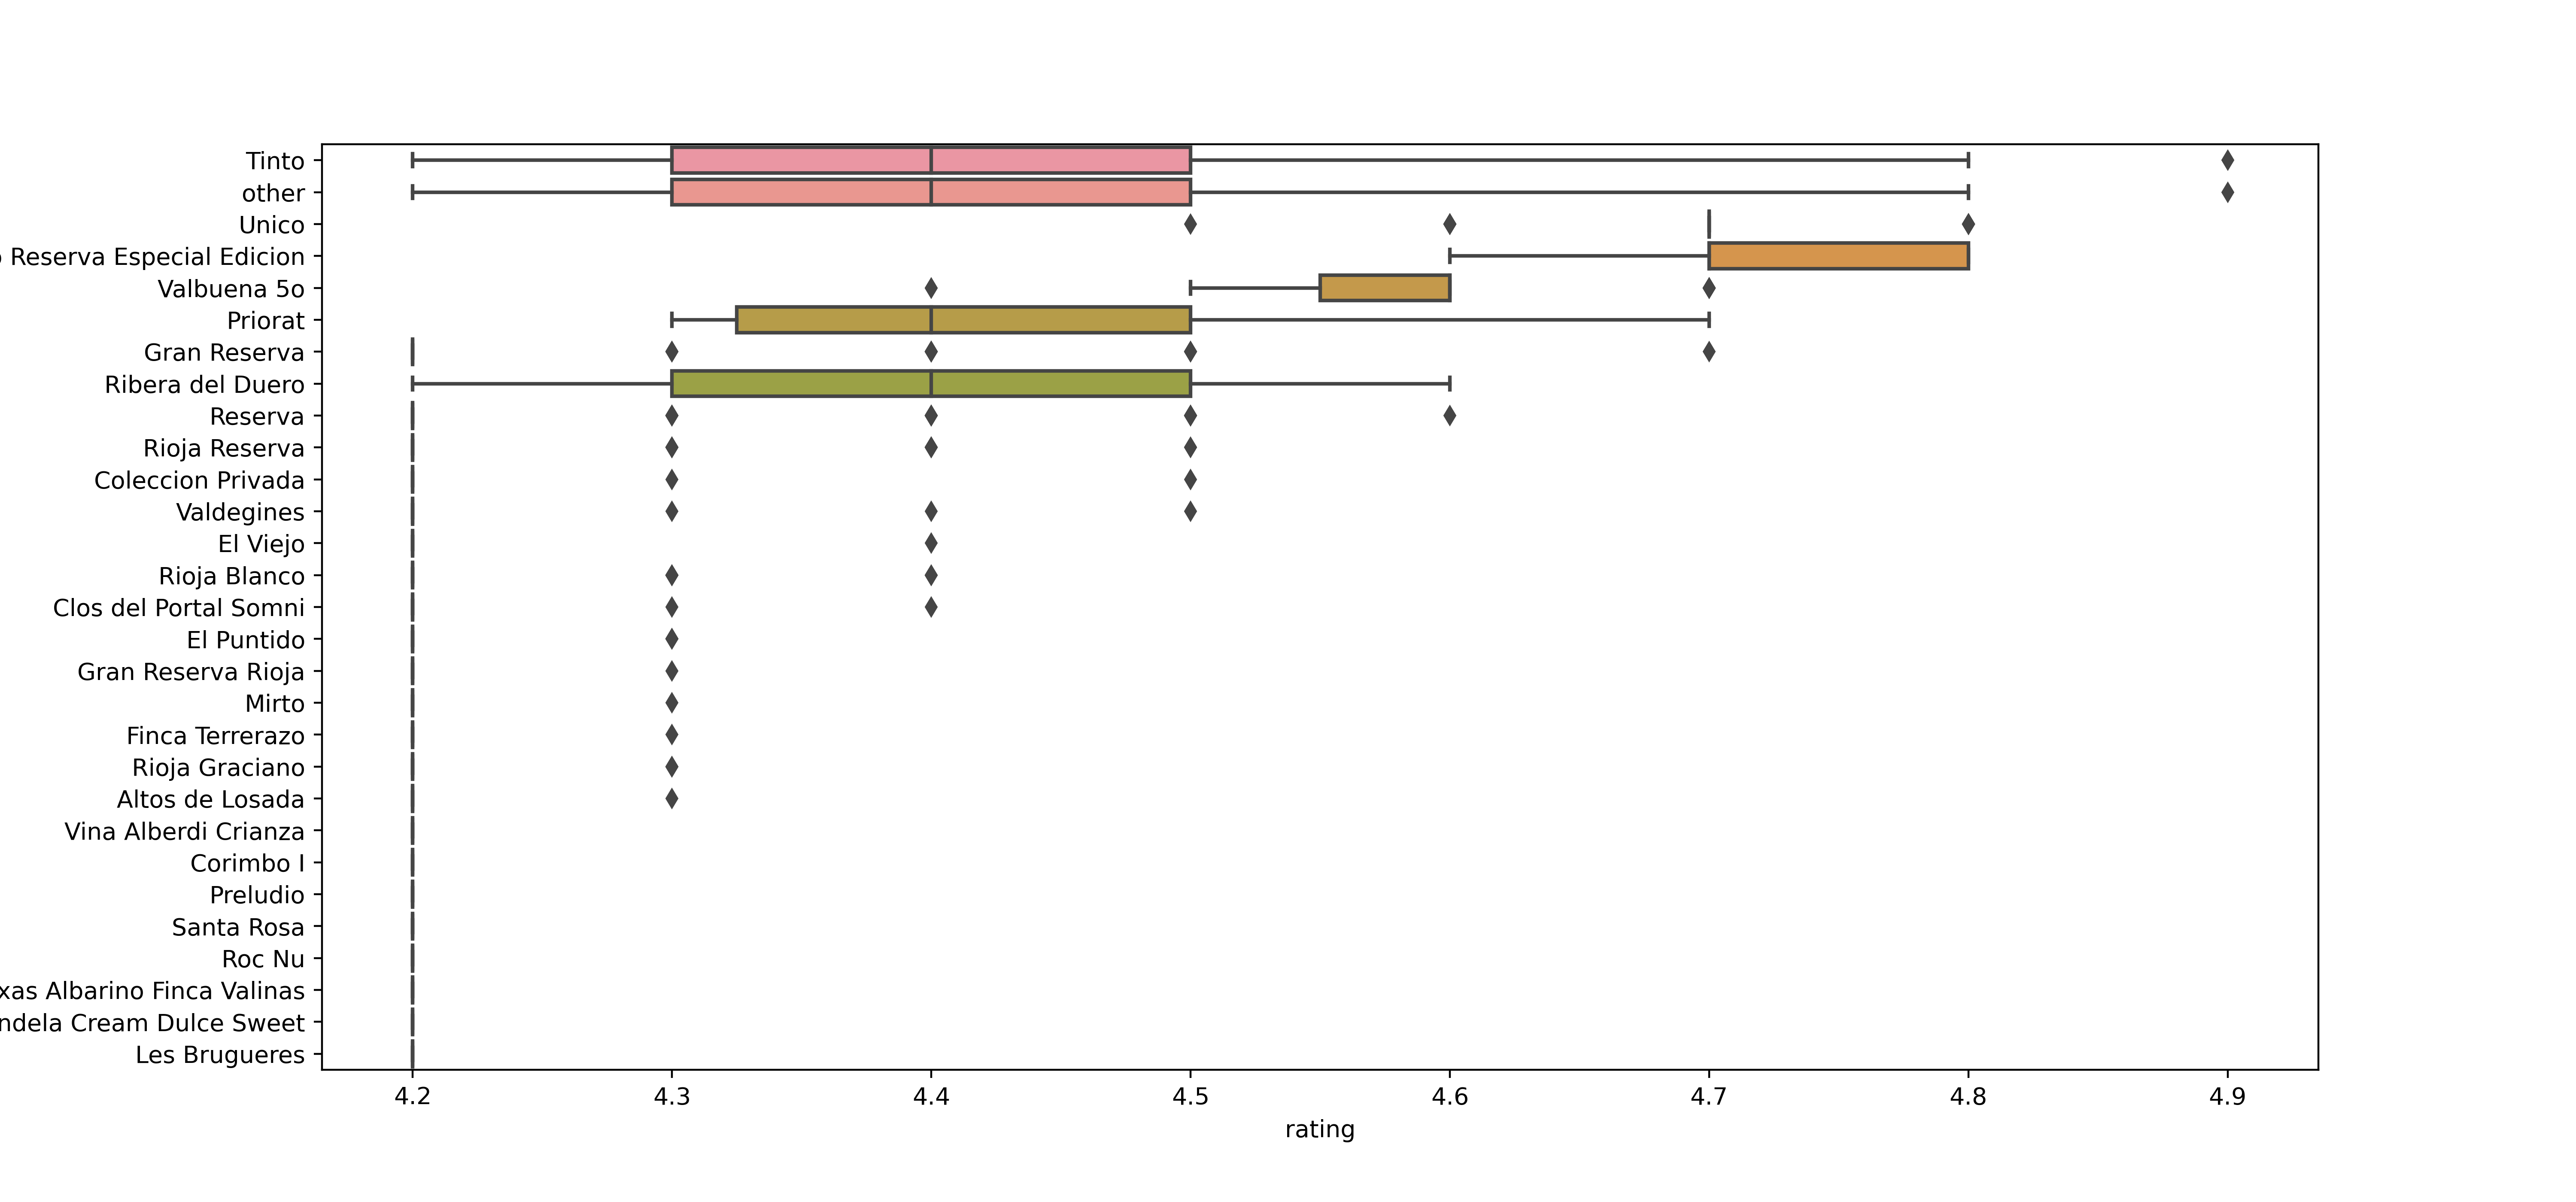 Tinto
other
Unico
Reserva Especial Edicion
Valbuena 5o
Priorat
Gran Reserva
Ribera del Duero
Reserva
Rioja Reserva
Coleccion Privada
Valdegines
El Viejo
Rioja Blanco
Clos del Portal Somni
El Puntido
Gran Reserva Rioja
Mirto
Finca Terrerazo
Rioja Graciano
Altos de Losada
Vina Alberdi Crianza
Corimbo I
Preludio
Santa Rosa
Roc Nu
xas Albarino Finca Valinas
ndela Cream Dulce Sweet
Les Brugueres
4.2 4.3 4.4 4.5 4.6 4.7 4.8 4.9
rating